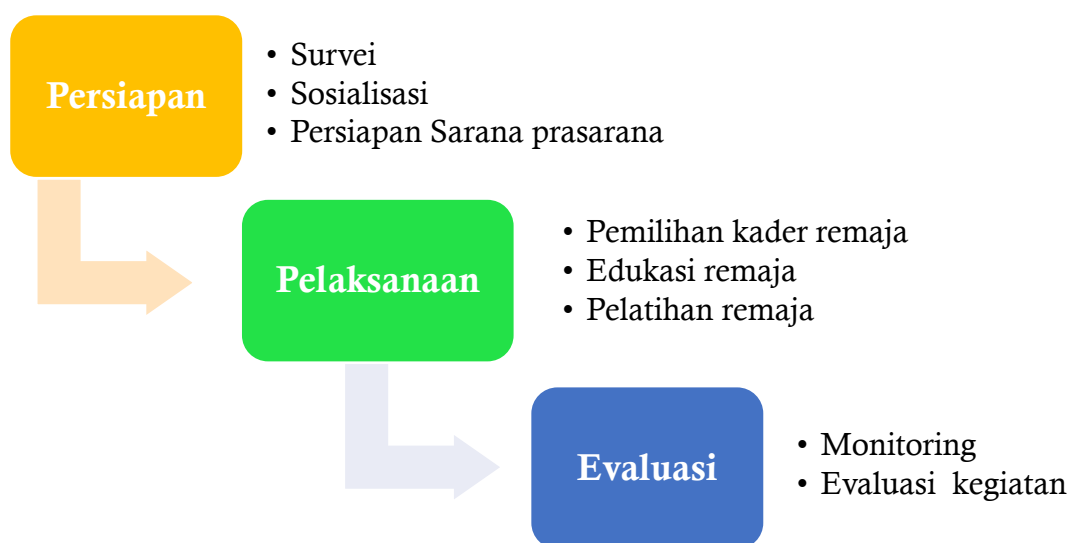 Persiapan
• Survei
• Sosialisasi
• Persiapan Sarana prasarana
Pelaksanaan
• Pemilihan kader remaja
• Edukasi remaja
• Pelatihan remaja
Evaluasi
• Monitoring
• Evaluasi kegiatan